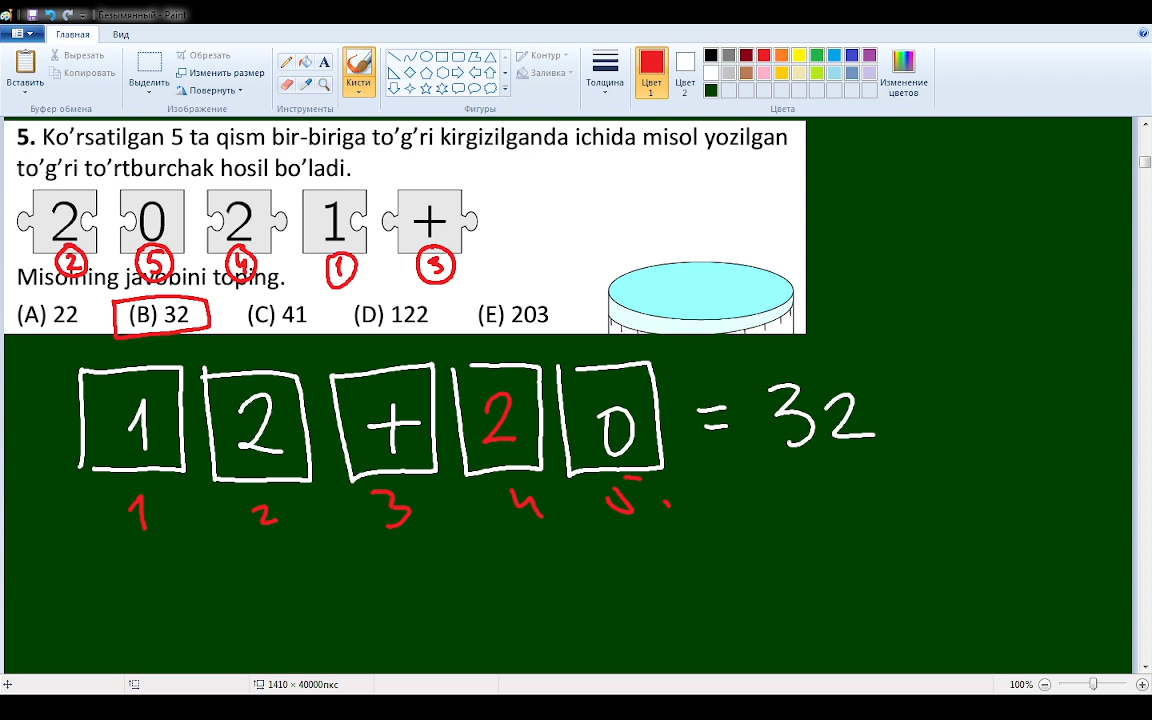 Безымянный - Paint
Главная Вид
Вставить
Вырезать
Копировать
Буфер обмена
Выделить
Обрезать
Изменить размер
Повернуть
Изображение
A
Инструменты
Кисти
Контур
Заливка
Фигуры
Толщина
Цвет 1
Цвет 2
Изменение цветов
Цвета
5. Ko’rsatilgan 5 ta qism bir-biriga to’g’ri kirgizilganda ichida misol yozilgan
to’g’ri to’rtburchak hosil bo’ladi.
2 0 2 1 +
2 5 4 1 3
Misolning javobini toping.
(A) 22 (B) 32 (C) 41 (D) 122 (E) 203
1 2 + 2 0 = 32
1 2 3 4 5.
1410 × 40000пкс 100%